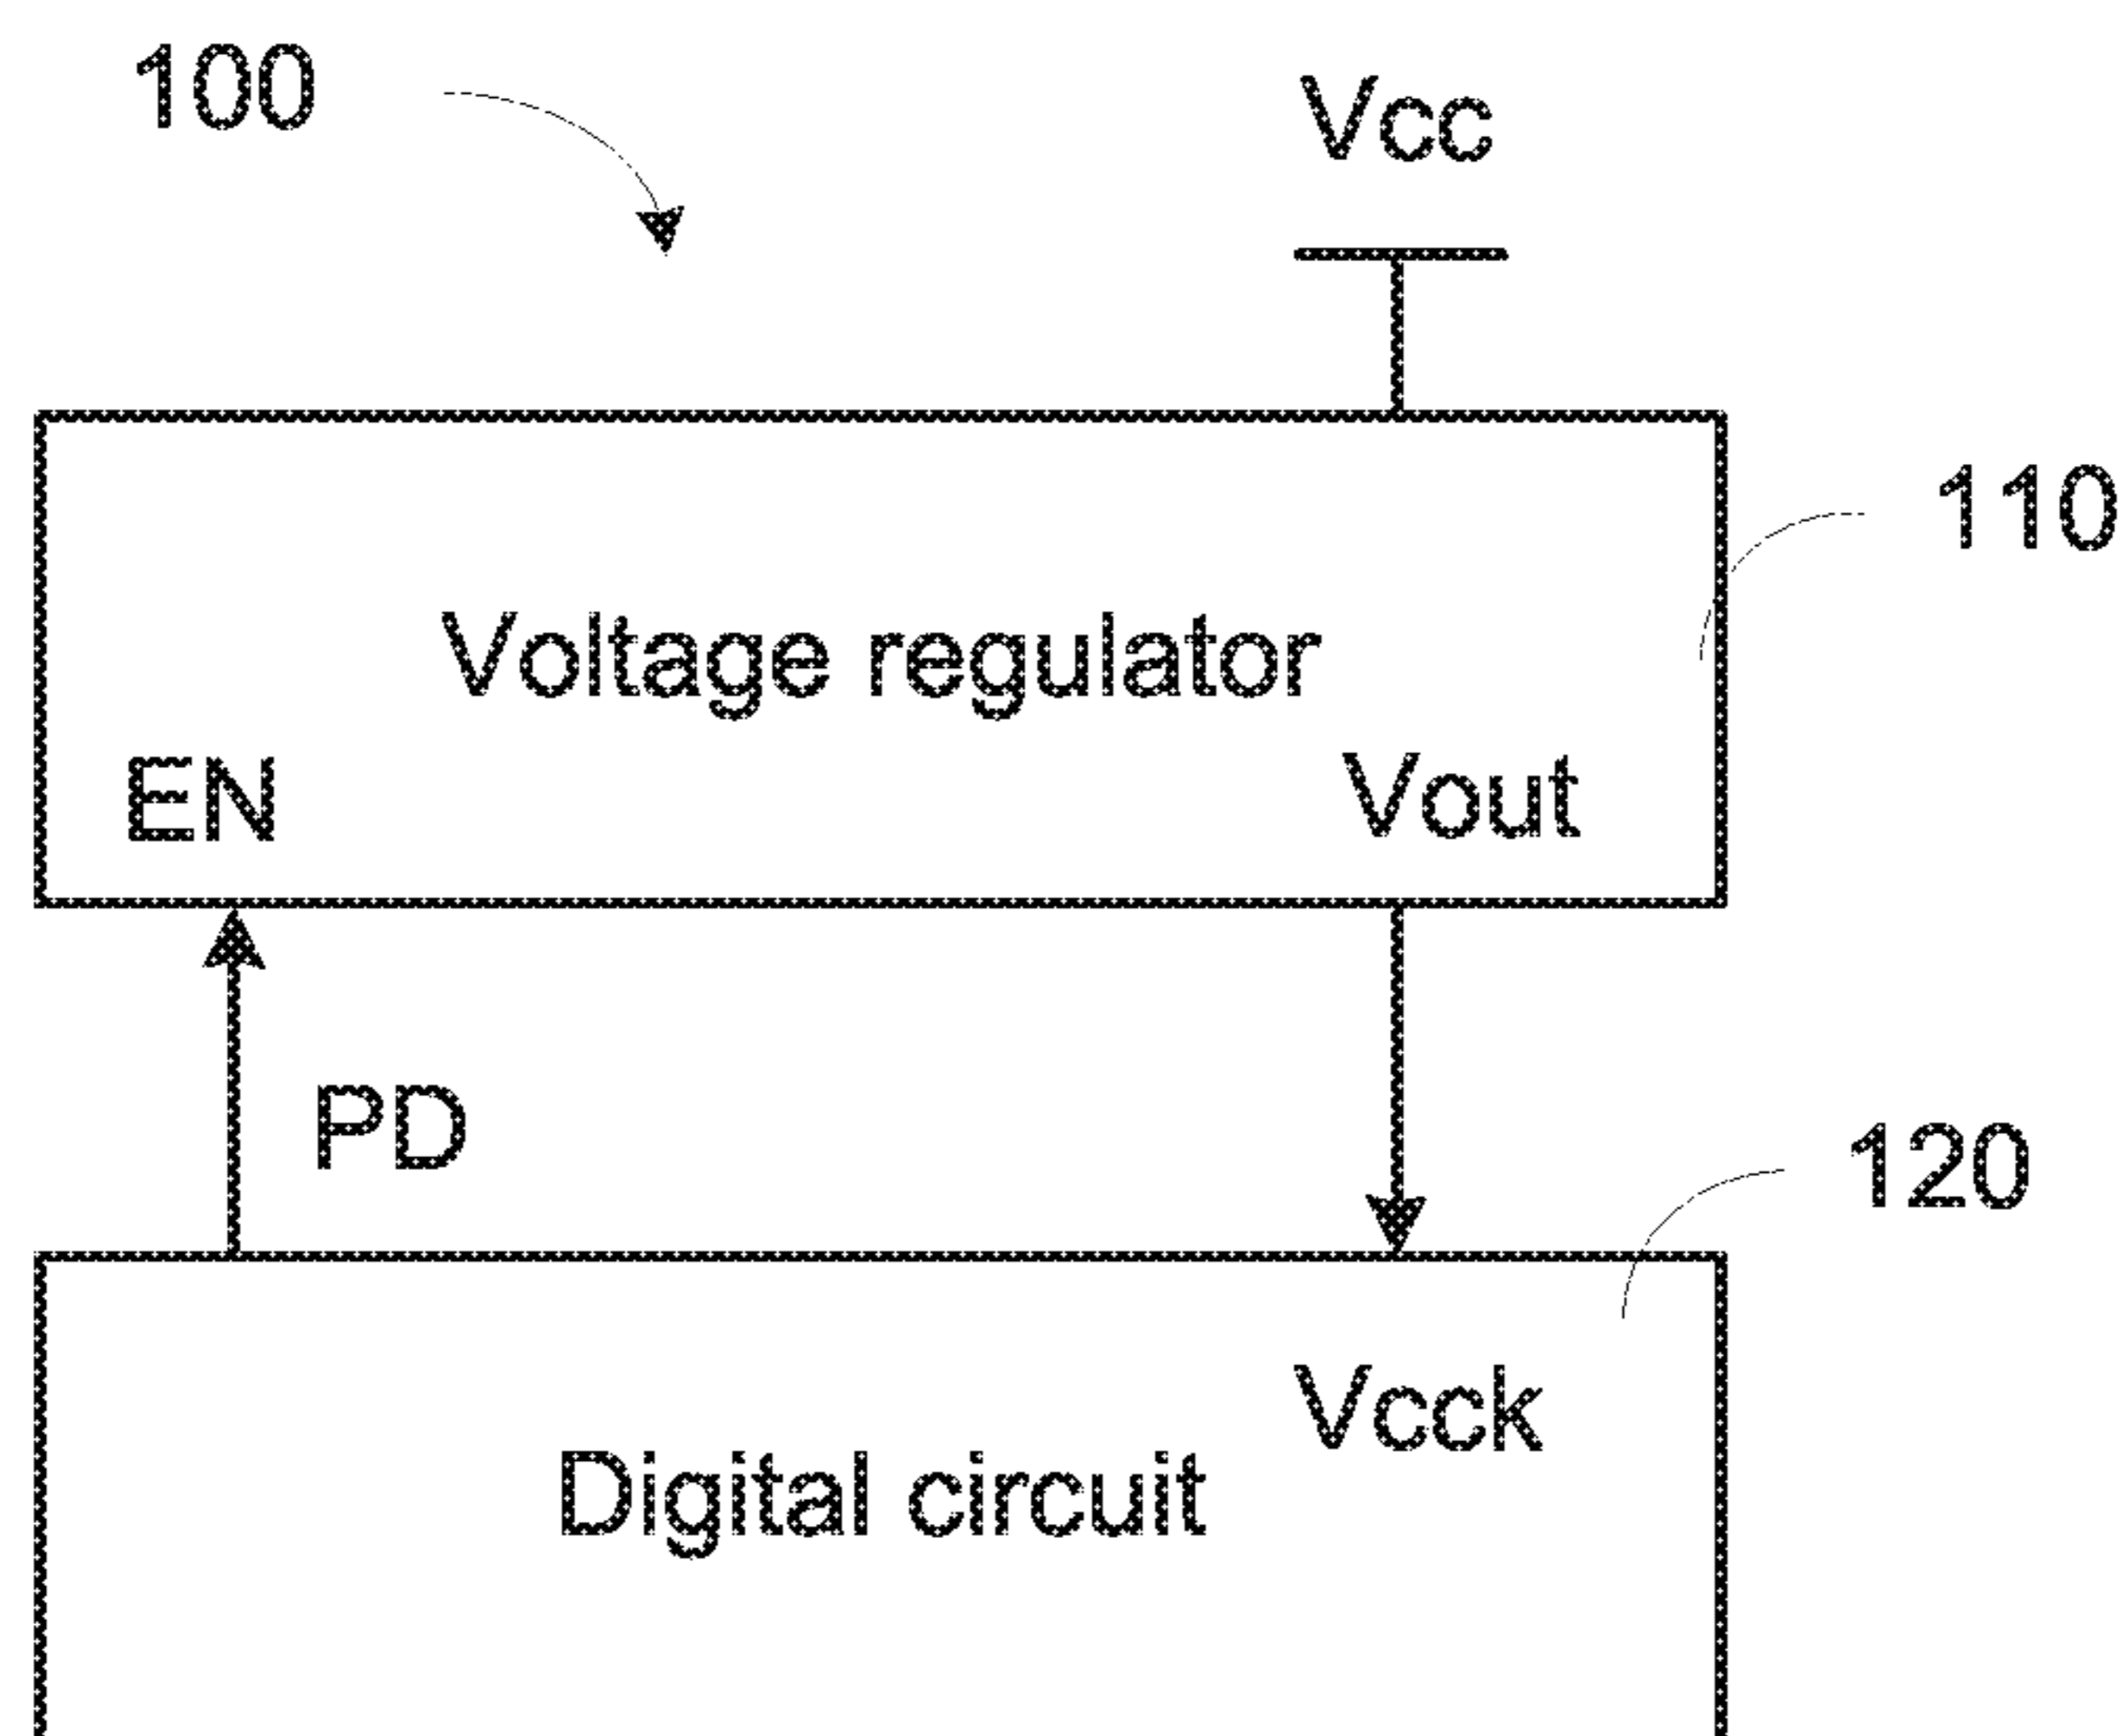 100
Vcc
110
Voltage regulator
EN
Vout
PD
120
Vcck
Digital circuit